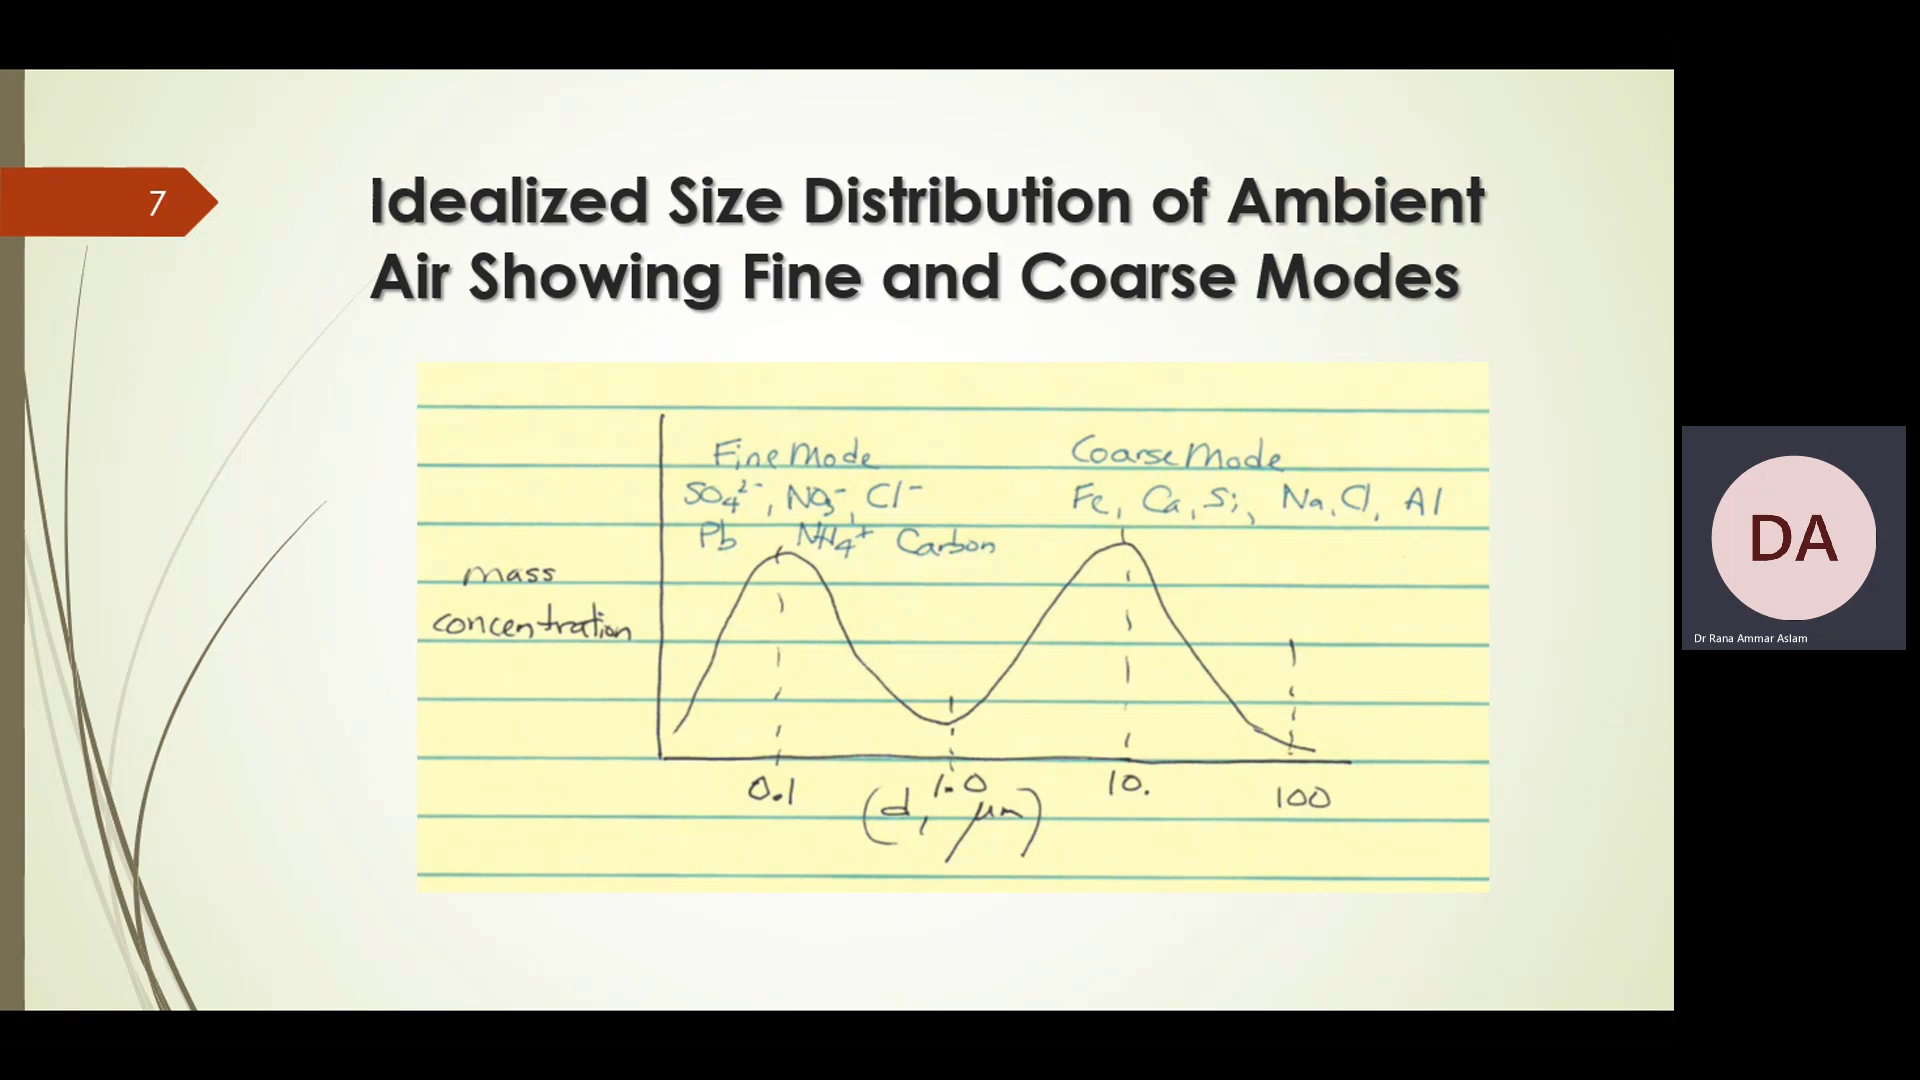 7
Idealized Size Distribution of Ambient
Air Showing Fine and Coarse Modes
Fine Mode
SO₄²⁻, NO₃⁻, Cl⁻
Pb NH₄⁺ Carbon
Coarse Mode
Fe, Ca, Si, Na, Cl, Al
mass
concentration
0.1
1.0
10.
100
(d, μm)
DA
Dr Rana Ammar Aslam